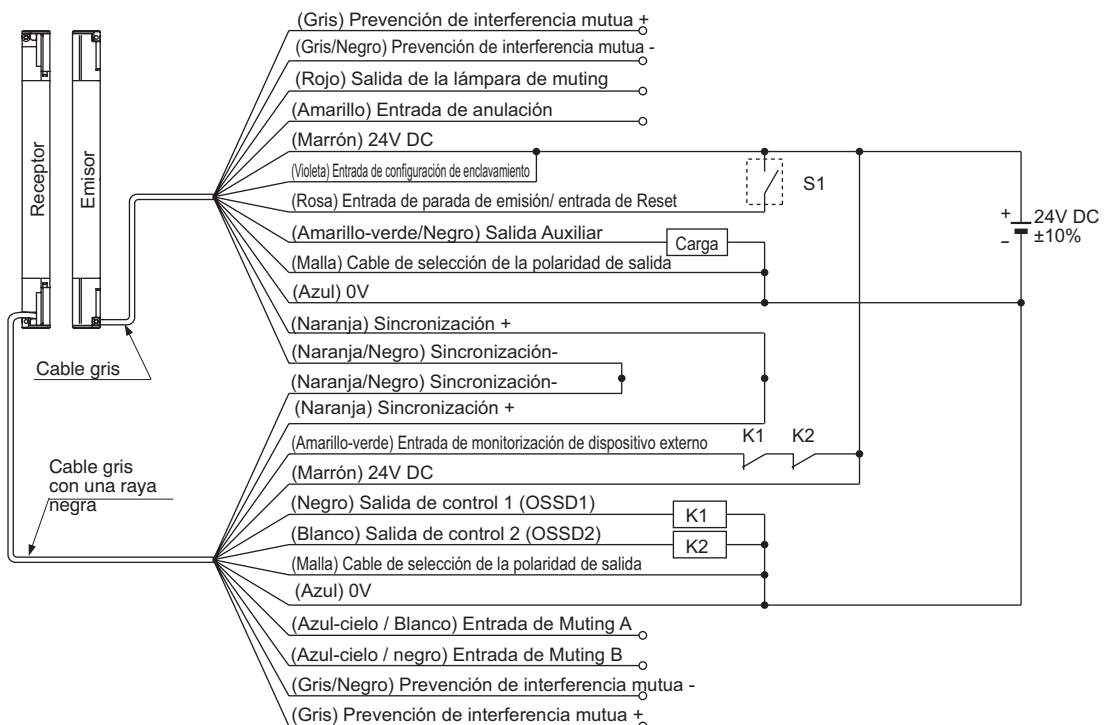 (Gris) Prevención de interferencia mutua +
(Gris/Negro) Prevención de interferencia mutua -
(Rojo) Salida de la lámpara de muting
(Amarillo) Entrada de anulación
(Marrón) 24V DC
(Violeta) Entrada de configuración de enclavamiento
(Rosa) Entrada de parada de emisión/ entrada de Reset
S1
(Amarillo-verde/Negro) Salida Auxiliar
Carga
(Malla) Cable de selección de la polaridad de salida
(Azul) 0V
+
24V DC
±10%
−
Receptor
Emisor
Cable gris
(Naranja) Sincronización +
(Naranja/Negro) Sincronización-
(Naranja/Negro) Sincronización-
(Naranja) Sincronización +
(Amarillo-verde) Entrada de monitorización de dispositivo externo
K1
K2
(Marrón) 24V DC
Cable gris
con una raya
negra
(Negro) Salida de control 1 (OSSD1)
K1
(Blanco) Salida de control 2 (OSSD2)
K2
(Malla) Cable de selección de la polaridad de salida
(Azul) 0V
(Azul-cielo / Blanco) Entrada de Muting A
(Azul-cielo / negro) Entrada de Muting B
(Gris/Negro) Prevención de interferencia mutua -
(Gris) Prevención de interferencia mutua +